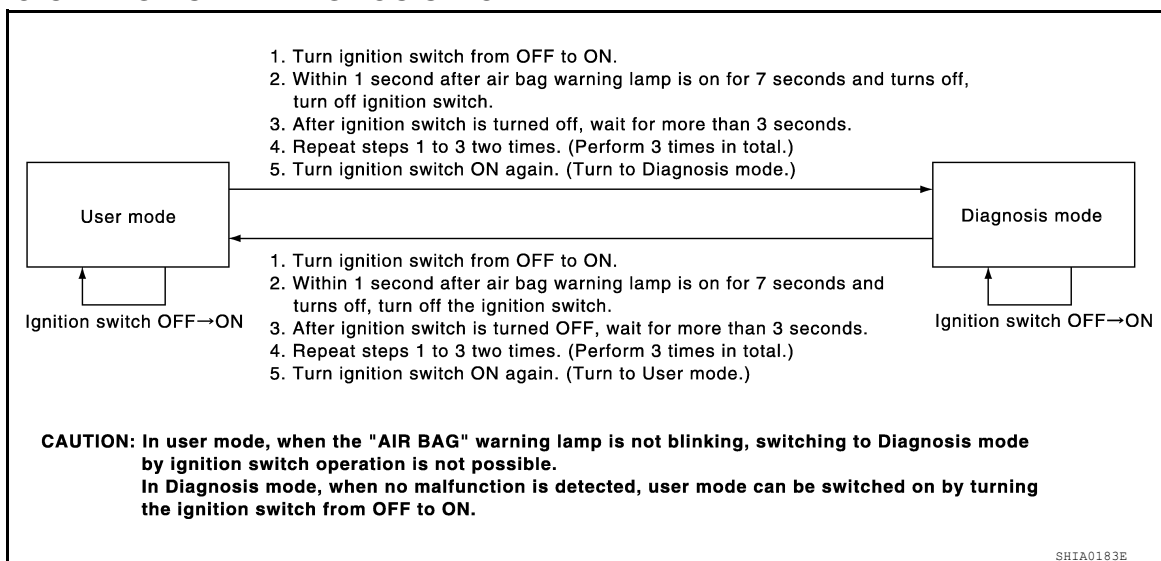 1. Turn ignition switch from OFF to ON.
2. Within 1 second after air bag warning lamp is on for 7 seconds and turns off,
turn off ignition switch.
3. After ignition switch is turned off, wait for more than 3 seconds.
4. Repeat steps 1 to 3 two times. (Perform 3 times in total.)
5. Turn ignition switch ON again. (Turn to Diagnosis mode.)
User mode
Diagnosis mode
1. Turn ignition switch from OFF to ON.
2. Within 1 second after air bag warning lamp is on for 7 seconds and
turns off, turn off the ignition switch.
3. After ignition switch is turned OFF, wait for more than 3 seconds.
4. Repeat steps 1 to 3 two times. (Perform 3 times in total.)
5. Turn ignition switch ON again. (Turn to User mode.)
Ignition switch OFF→ON
Ignition switch OFF→ON
CAUTION: In user mode, when the "AIR BAG" warning lamp is not blinking, switching to Diagnosis mode
by ignition switch operation is not possible.
In Diagnosis mode, when no malfunction is detected, user mode can be switched on by turning
the ignition switch from OFF to ON.
SHIA0183E